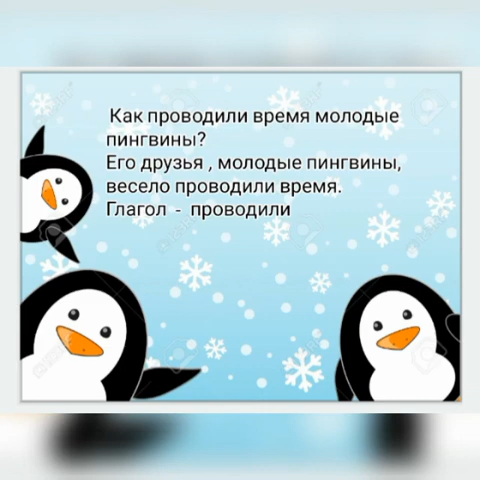 Как проводили время молодые
пингвины?
Его друзья , молодые пингвины,
весело проводили время.
Глагол - проводили